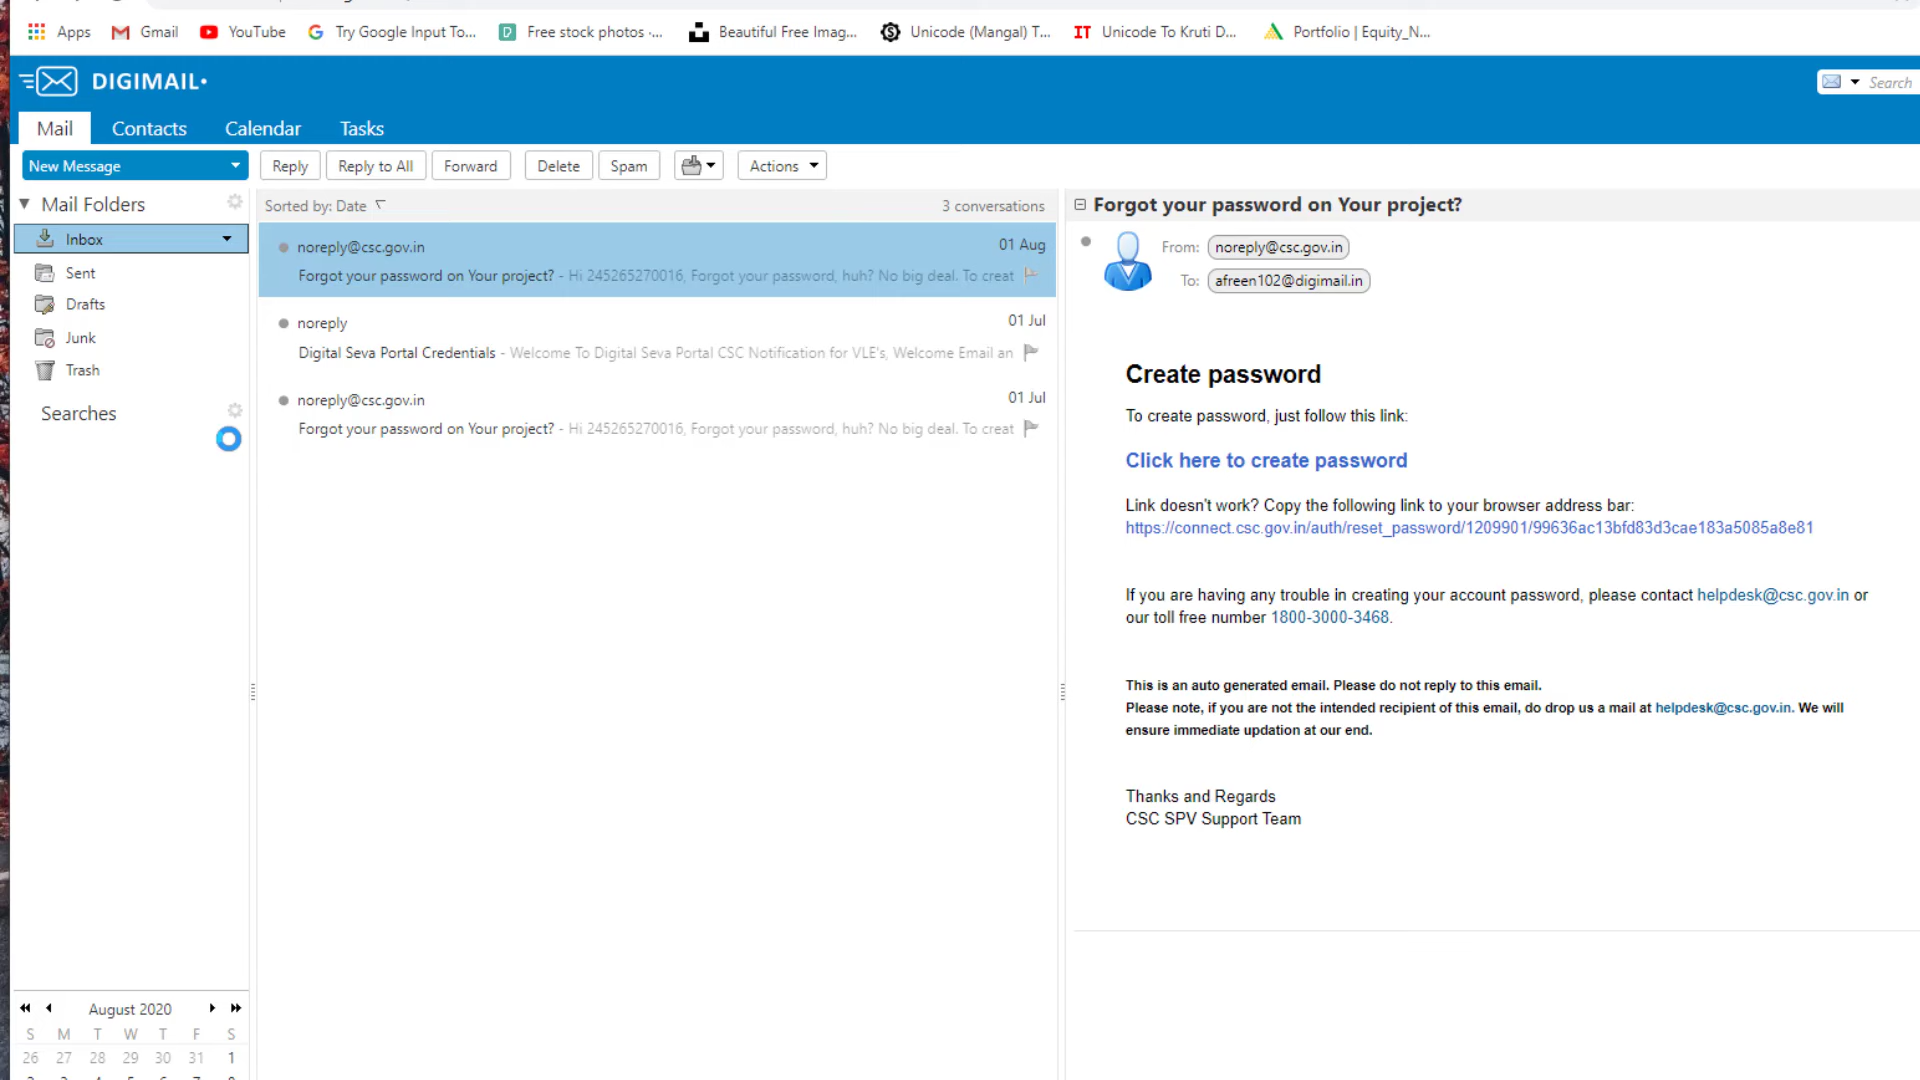 Apps Gmail YouTube Try Google Input To... Free stock photos ·... Beautiful Free Imag... Unicode (Mangal) T... IT Unicode To Kruti D... Portfolio | Equity_N...
DIGIMAIL
Search
Mail Contacts Calendar Tasks
New Message Reply Reply to All Forward Delete Spam Actions
Mail Folders
Inbox
Sent
Drafts
Junk
Trash
Searches
Sorted by: Date 3 conversations
noreply@csc.gov.in 01 Aug
Forgot your password on Your project? - Hi 245265270016, Forgot your password, huh? No big deal. To creat
noreply 01 Jul
Digital Seva Portal Credentials - Welcome To Digital Seva Portal CSC Notification for VLE's, Welcome Email an
noreply@csc.gov.in 01 Jul
Forgot your password on Your project? - Hi 245265270016, Forgot your password, huh? No big deal. To creat
Forgot your password on Your project?
From: noreply@csc.gov.in
To: afreen102@digimail.in
Create password
To create password, just follow this link:
Click here to create password
Link doesn't work? Copy the following link to your browser address bar:
https://connect.csc.gov.in/auth/reset_password/1209901/99636ac13bfd83d3cae183a5085a8e81
If you are having any trouble in creating your account password, please contact helpdesk@csc.gov.in or
our toll free number 1800-3000-3468.
This is an auto generated email. Please do not reply to this email.
Please note, if you are not the intended recipient of this email, do drop us a mail at helpdesk@csc.gov.in. We will
ensure immediate updation at our end.
Thanks and Regards
CSC SPV Support Team
August 2020
S M T W T F S
26 27 28 29 30 31 1